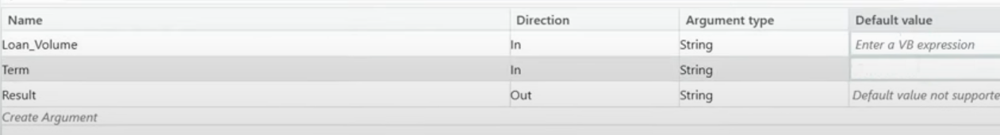 Name Direction Argument type Default value
Loan_Volume In String Enter a VB expression
Term In String
Result Out String Default value not supporte
Create Argument